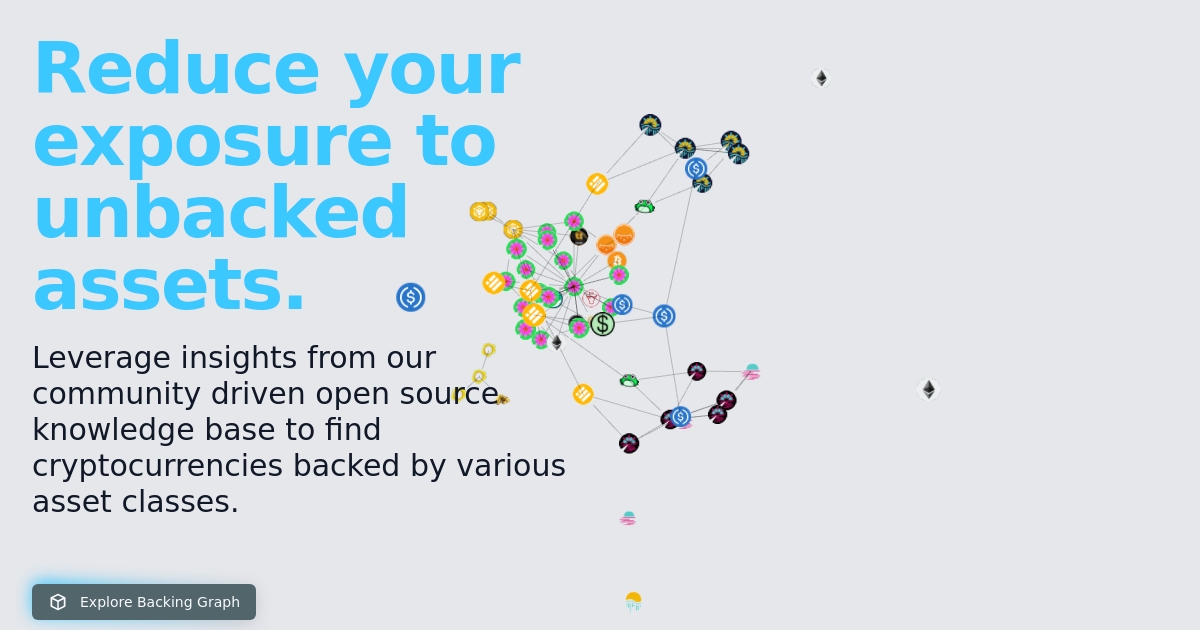 Reduce your
exposure to
unbacked
assets.
Leverage insights from our
community driven open source
knowledge base to find
cryptocurrencies backed by various
asset classes.
Explore Backing Graph